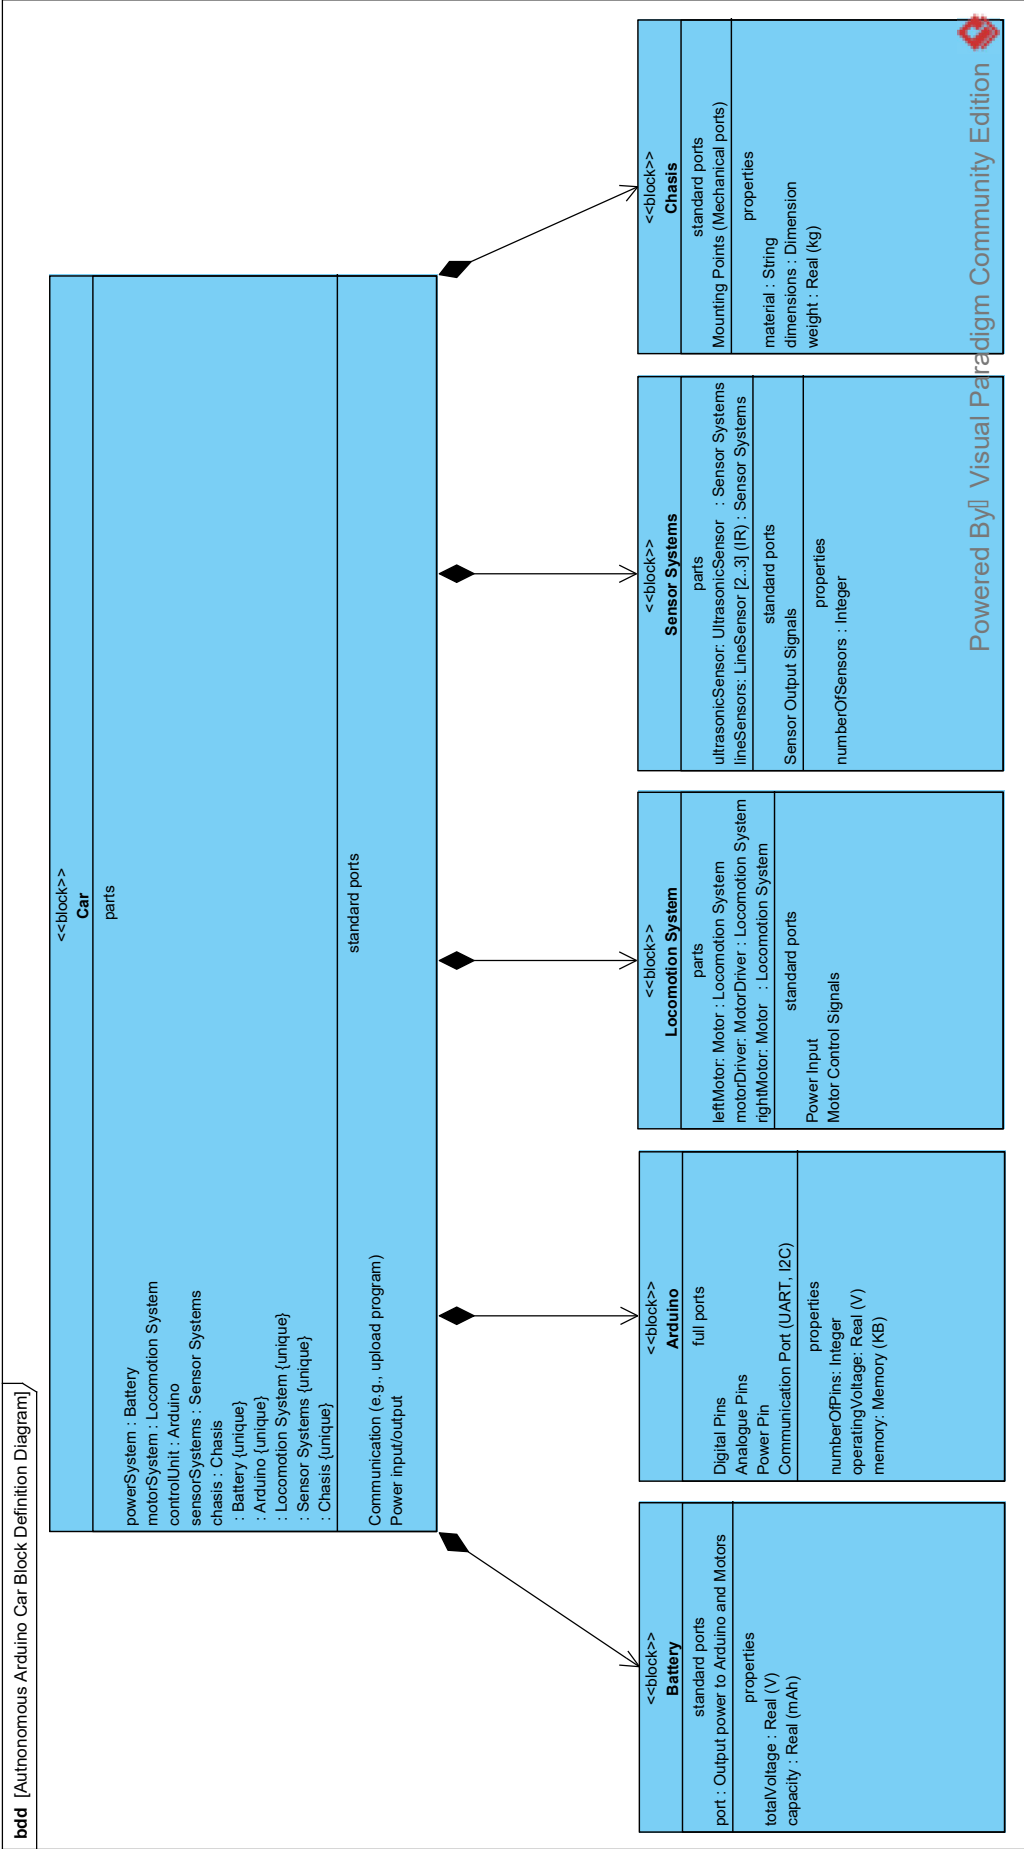 bdd [Autnonomous Arduino Car Block Definition Diagram]
<<block>>
Car
parts
powerSystem : Battery
motorSystem : Locomotion System
controlUnit : Arduino
sensorSystems : Sensor Systems
chasis : Chasis
: Battery {unique}
: Arduino {unique}
: Locomotion System {unique}
: Sensor Systems {unique}
: Chasis {unique}
standard ports
Communication (e.g., upload program)
Power input/output
<<block>>
Battery
standard ports
port : Output power to Arduino and Motors
properties
totalVoltage : Real (V)
capacity : Real (mAh)
<<block>>
Arduino
full ports
Digital Pins
Analogue Pins
Power Pin
Communication Port (UART, I2C)
properties
numberOfPins: Integer
operatingVoltage: Real (V)
memory: Memory (KB)
<<block>>
Locomotion System
parts
leftMotor: Motor : Locomotion System
motorDriver: MotorDriver : Locomotion System
rightMotor: Motor : Locomotion System
standard ports
Power Input
Motor Control Signals
<<block>>
Sensor Systems
parts
ultrasonicSensor: UltrasonicSensor : Sensor Systems
lineSensors: LineSensor [2..3] (IR) : Sensor Systems
standard ports
Sensor Output Signals
properties
numberOfSensors : Integer
<<block>>
Chasis
standard ports
Mounting Points (Mechanical ports)
properties
material : String
dimensions : Dimension
weight : Real (kg)
Powered By Visual Paradigm Community Edition